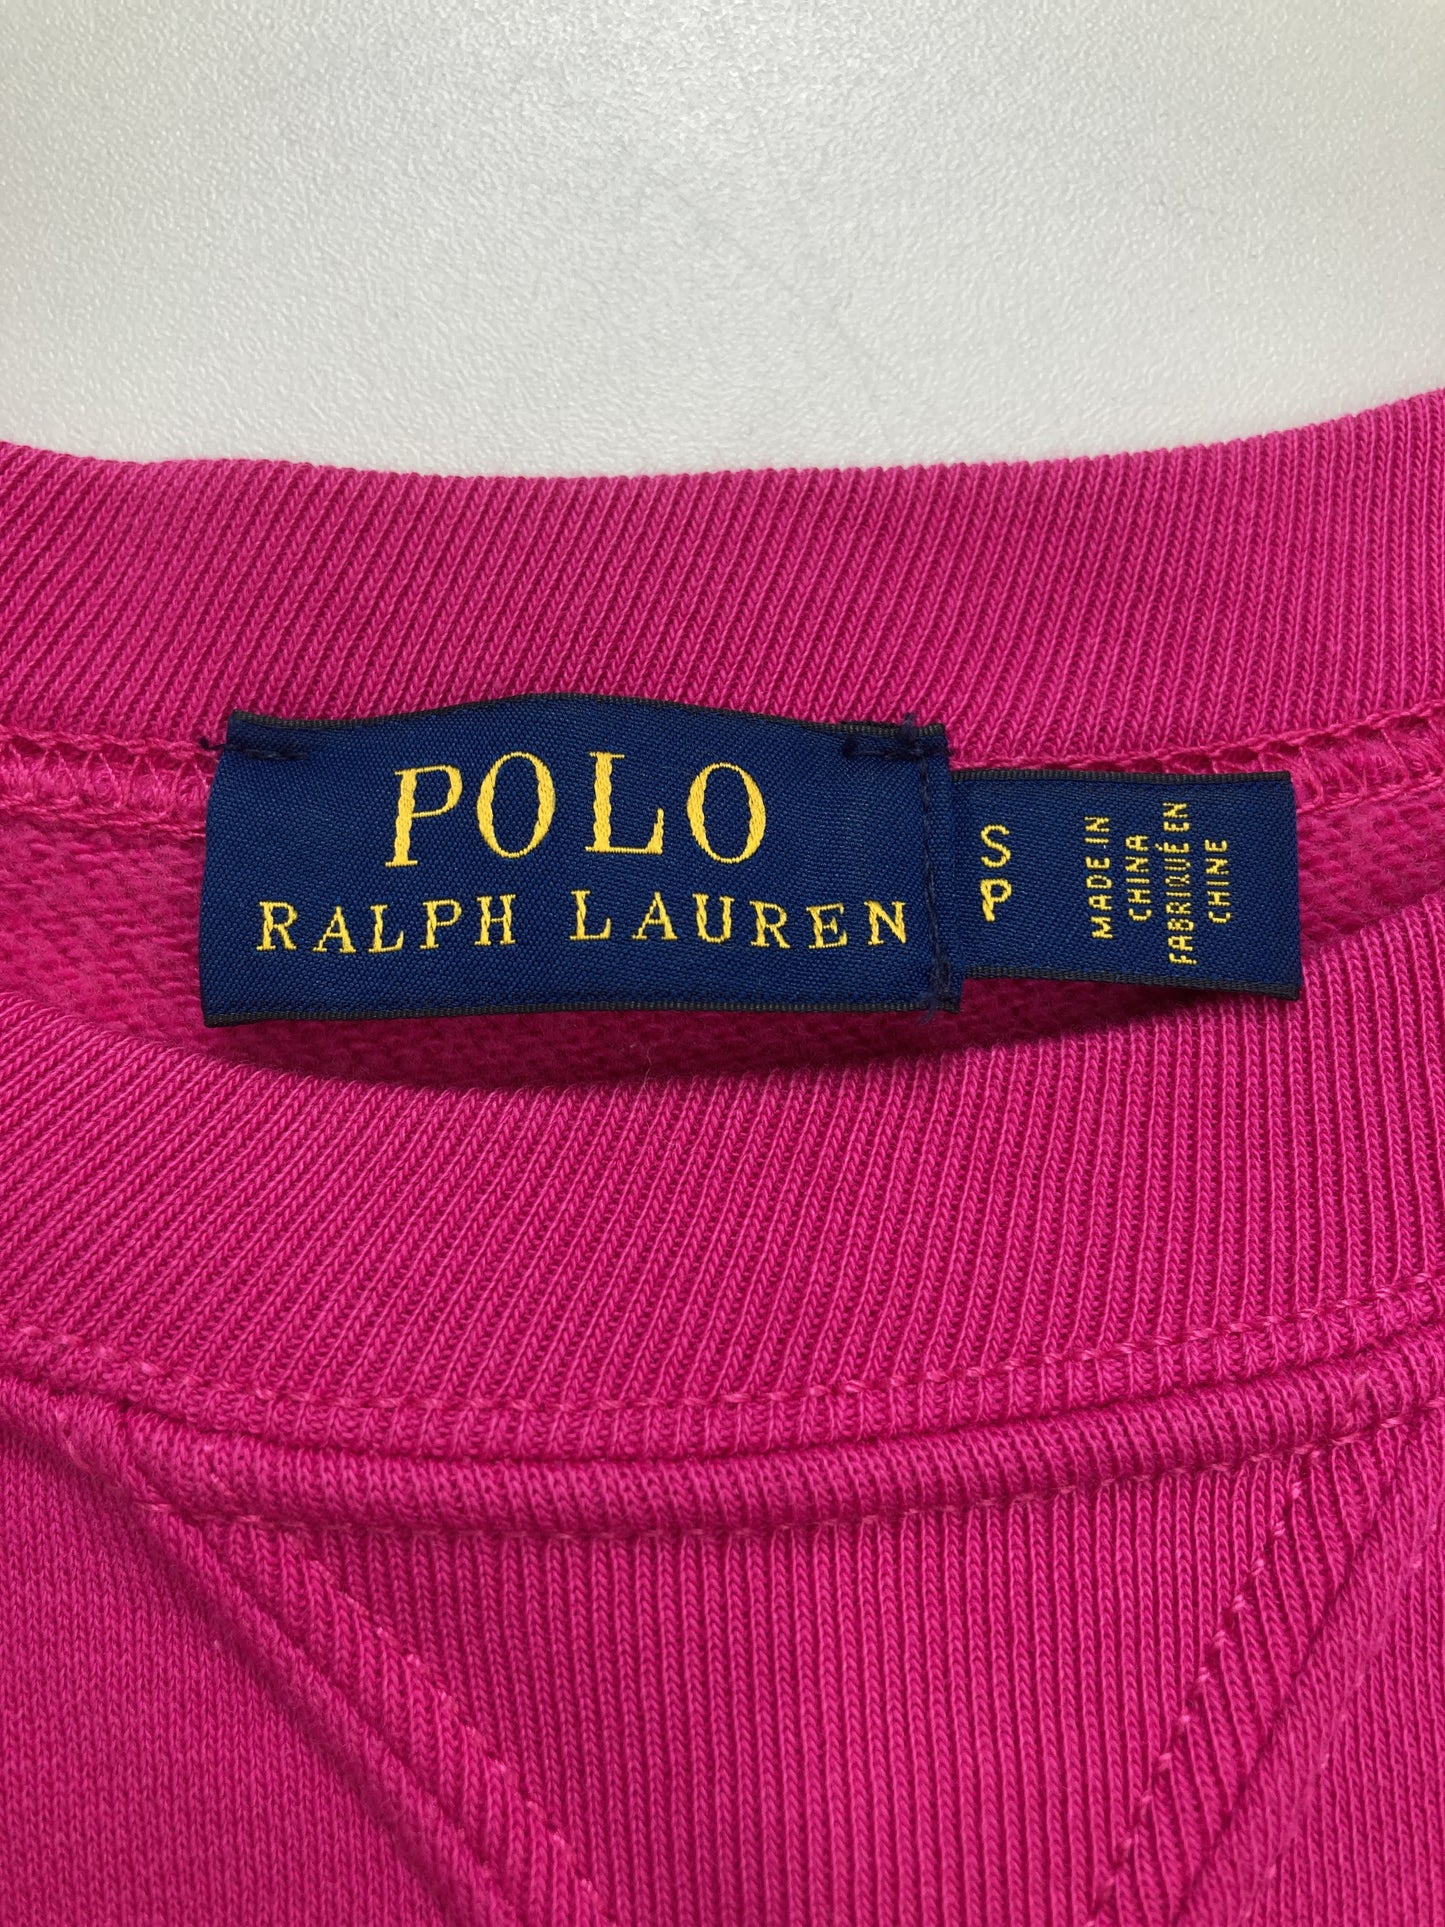 POLO
RALPH LAUREN
S
P
MADE IN
CHINA
FABRIQUÉ EN
CHINE